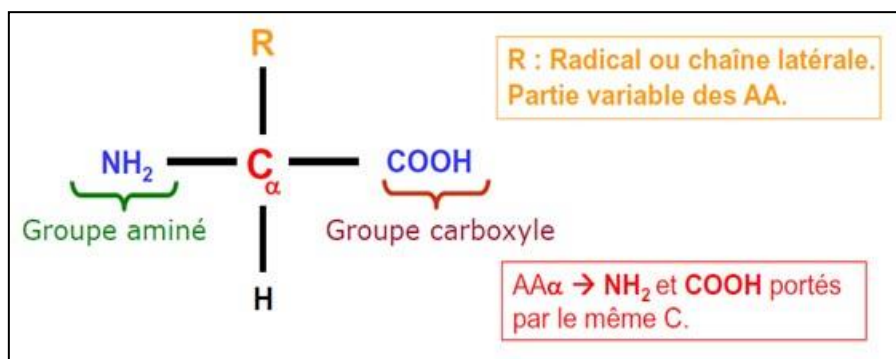 R
R : Radical ou chaîne latérale.
Partie variable des AA.
NH₂ Cα COOH
Groupe aminé Groupe carboxyle
H
AAα → NH₂ et COOH portés
par le même C.